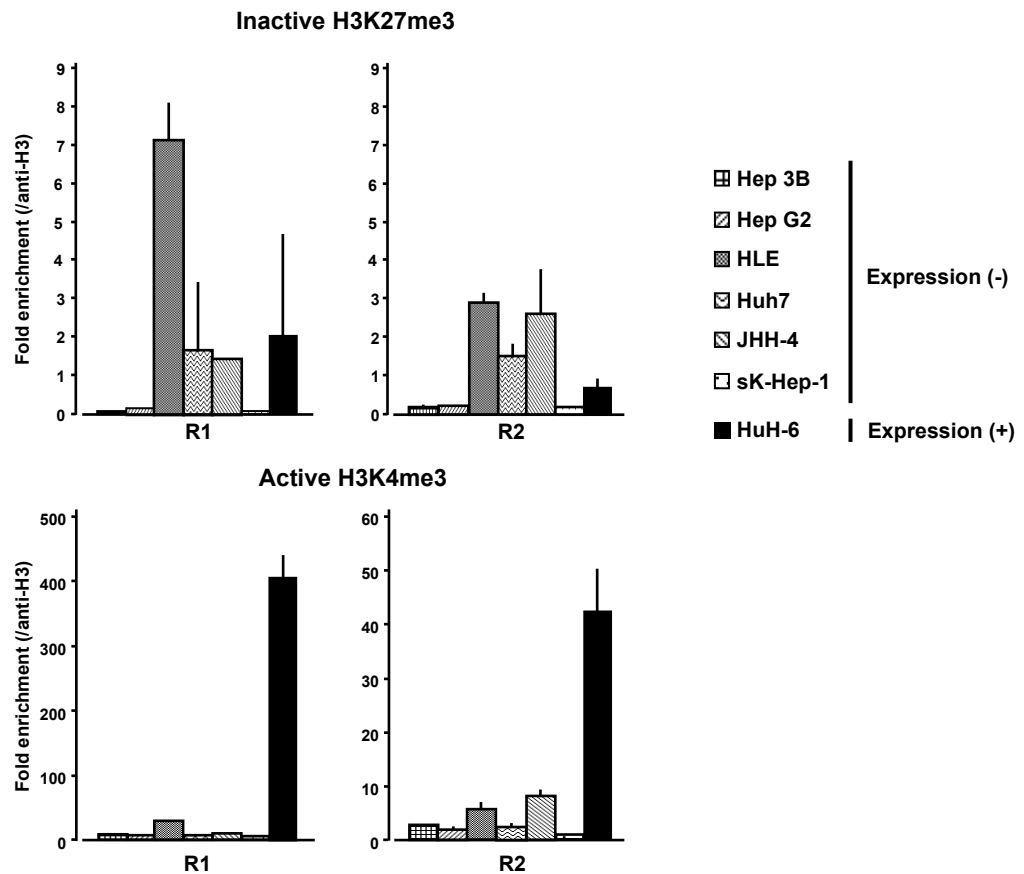 Inactive H3K27me3
Fold enrichment (/anti-H3)
9
8
7
6
5
4
3
2
1
0
R1
9
8
7
6
5
4
3
2
1
0
R2
Hep 3B
Hep G2
HLE
Huh7
JHH-4
sK-Hep-1
Expression (-)
HuH-6
Expression (+)
Active H3K4me3
Fold enrichment (/anti-H3)
500
400
300
200
100
0
R1
60
50
40
30
20
10
0
R2